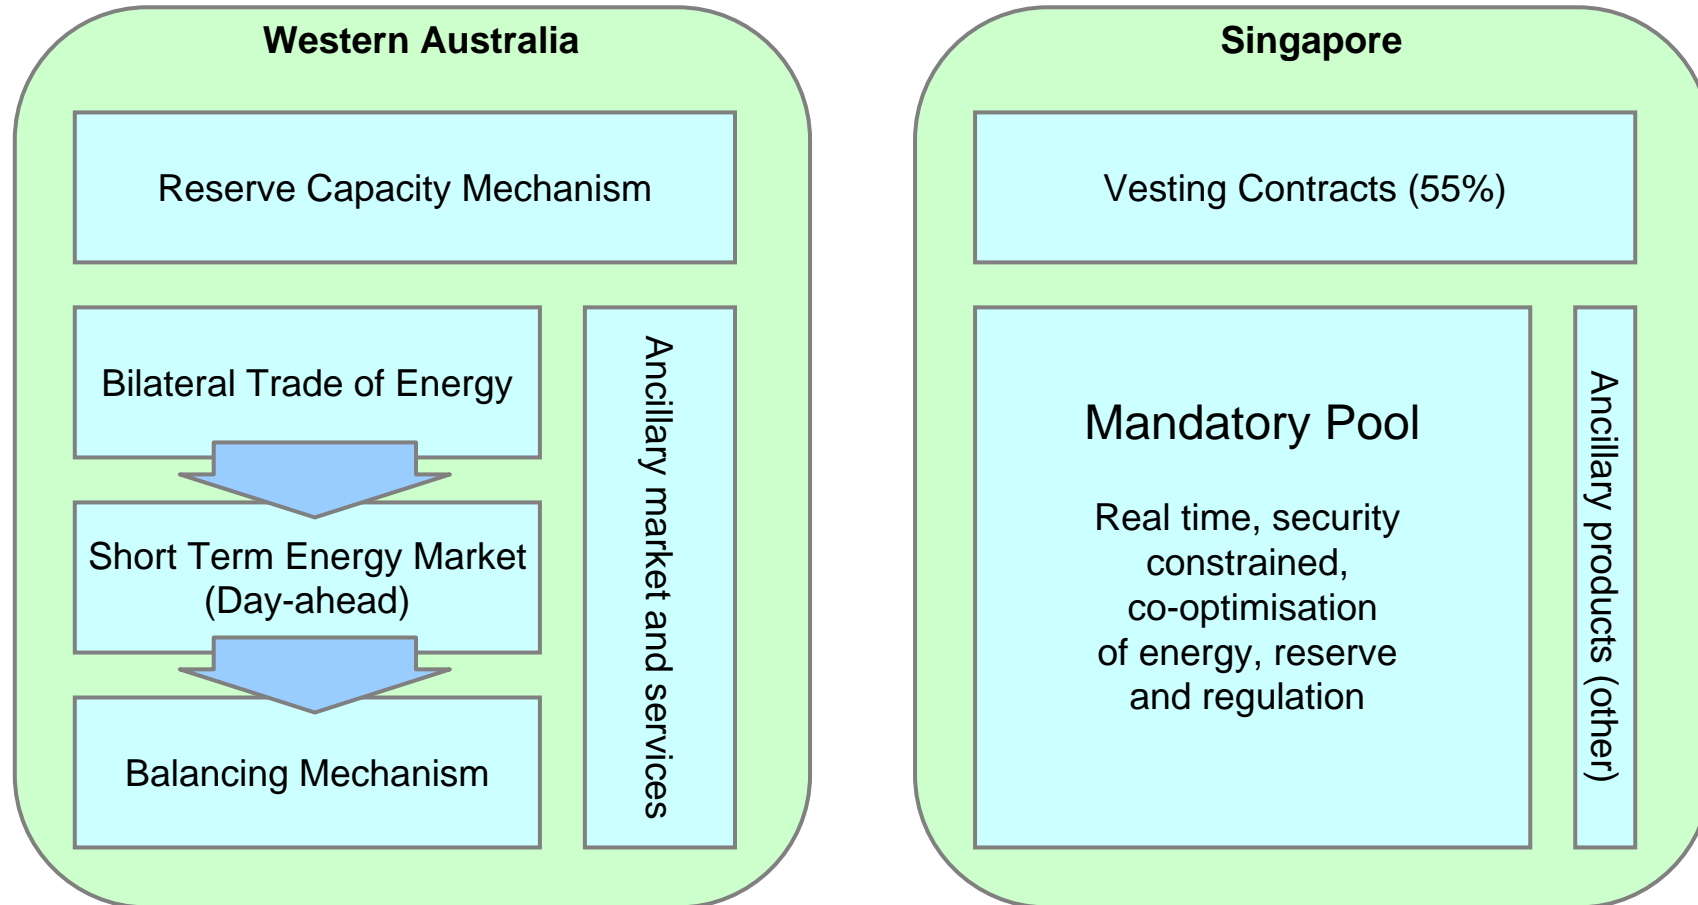 Western Australia
Reserve Capacity Mechanism
Bilateral Trade of Energy
Short Term Energy Market
(Day-ahead)
Balancing Mechanism
Ancillary market and services
Singapore
Vesting Contracts (55%)
Mandatory Pool
Real time, security
constrained,
co-optimisation
of energy, reserve
and regulation
Ancillary products (other)